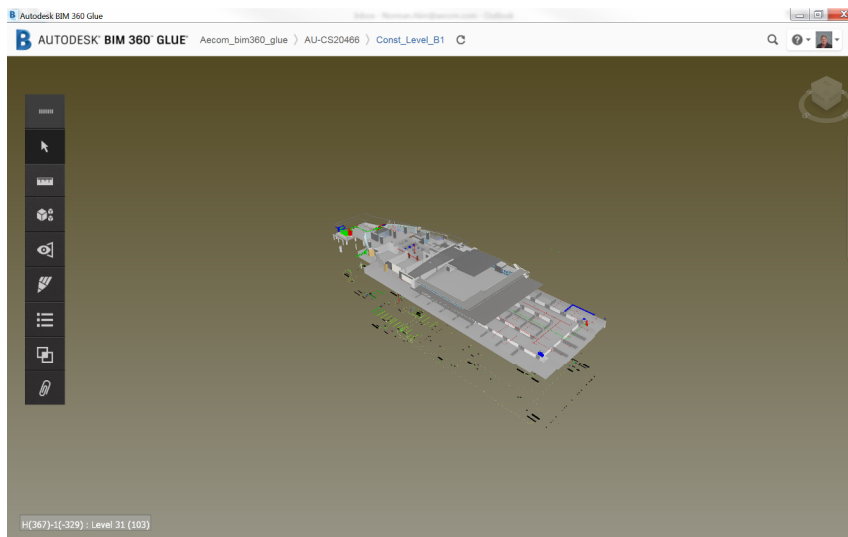 Autodesk BIM 360 Glue
AUTODESK® BIM 360® GLUE® Aecom_bim360_glue 〉 AU-CS20466 〉 Const_Level_B1
H(367)-1(-329) : Level 31 (103)